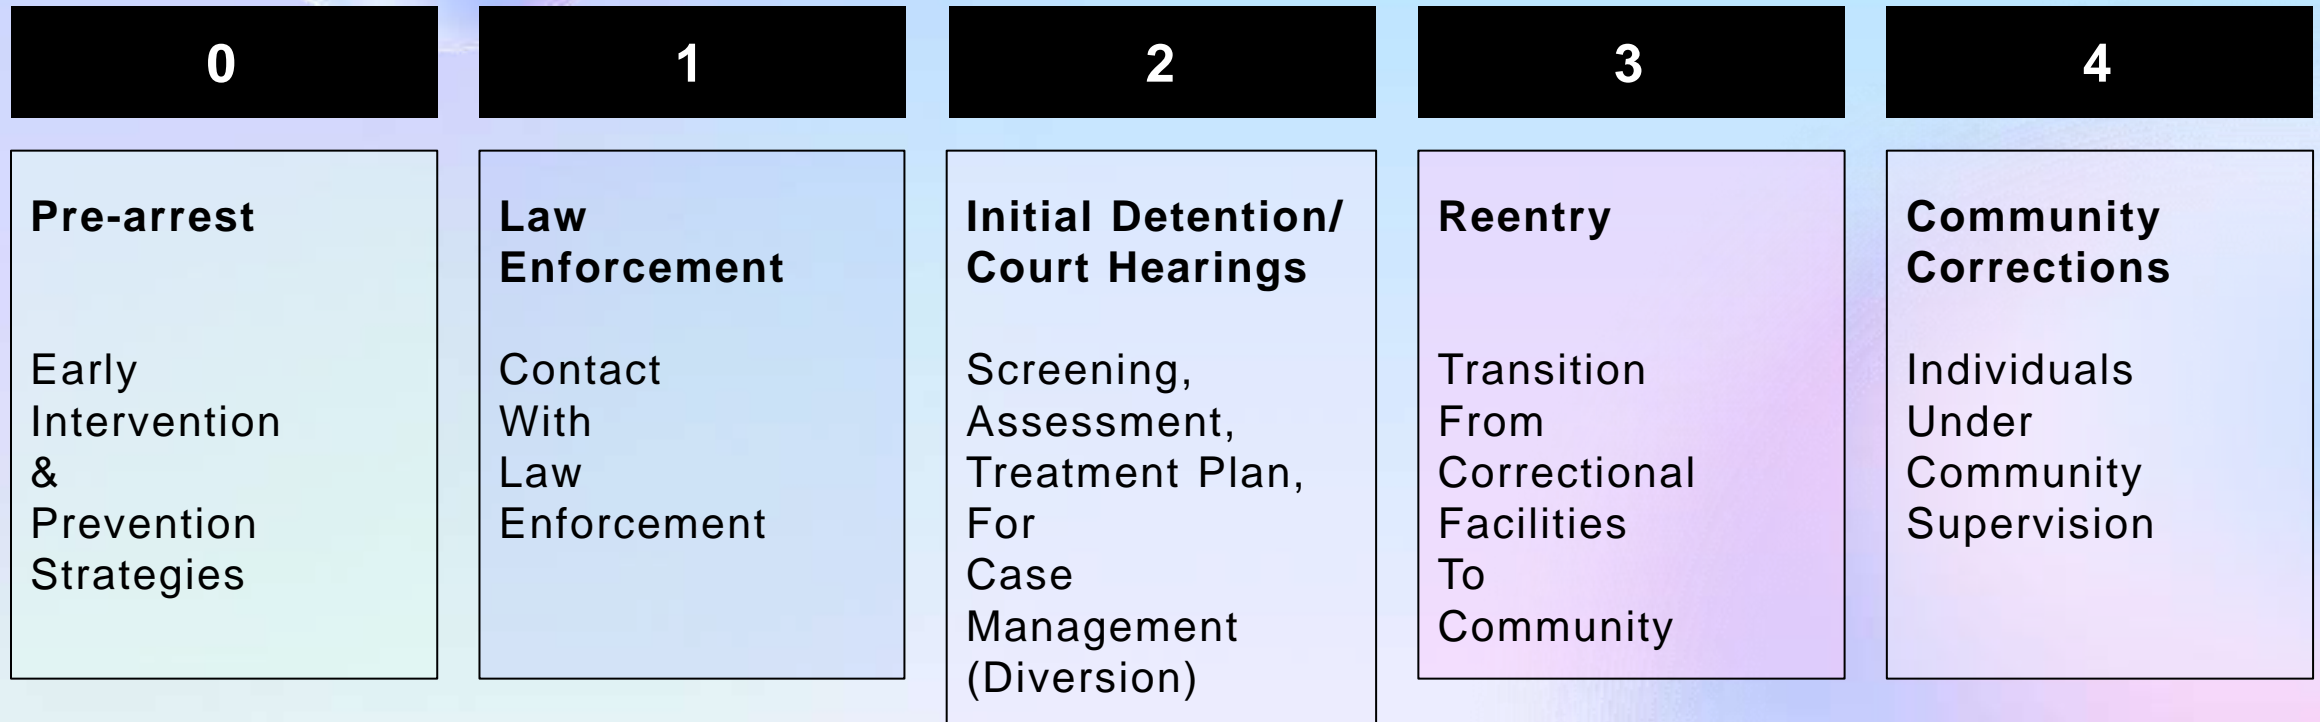 0
1
2
3
4
Pre-arrest
Early
Intervention
&
Prevention
Strategies
Law
Enforcement
Contact
With
Law
Enforcement
Initial Detention/
Court Hearings
Screening,
Assessment,
Treatment Plan,
For
Case
Management
(Diversion)
Reentry
Transition
From
Correctional
Facilities
To
Community
Community
Corrections
Individuals
Under
Community
Supervision